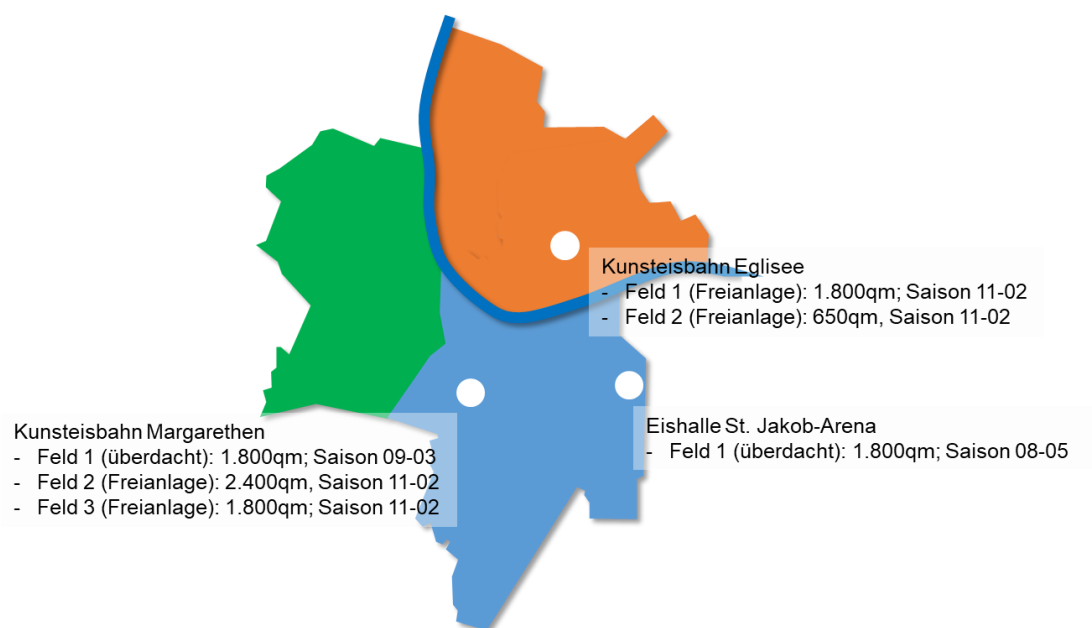 Kunsteisbahn Eglisee
- Feld 1 (Freianlage): 1.800qm; Saison 11-02
- Feld 2 (Freianlage): 650qm, Saison 11-02
Kunsteisbahn Margarethen
- Feld 1 (überdacht): 1.800qm; Saison 09-03
- Feld 2 (Freianlage): 2.400qm, Saison 11-02
- Feld 3 (Freianlage): 1.800qm; Saison 11-02
Eishalle St. Jakob-Arena
- Feld 1 (überdacht): 1.800qm; Saison 08-05